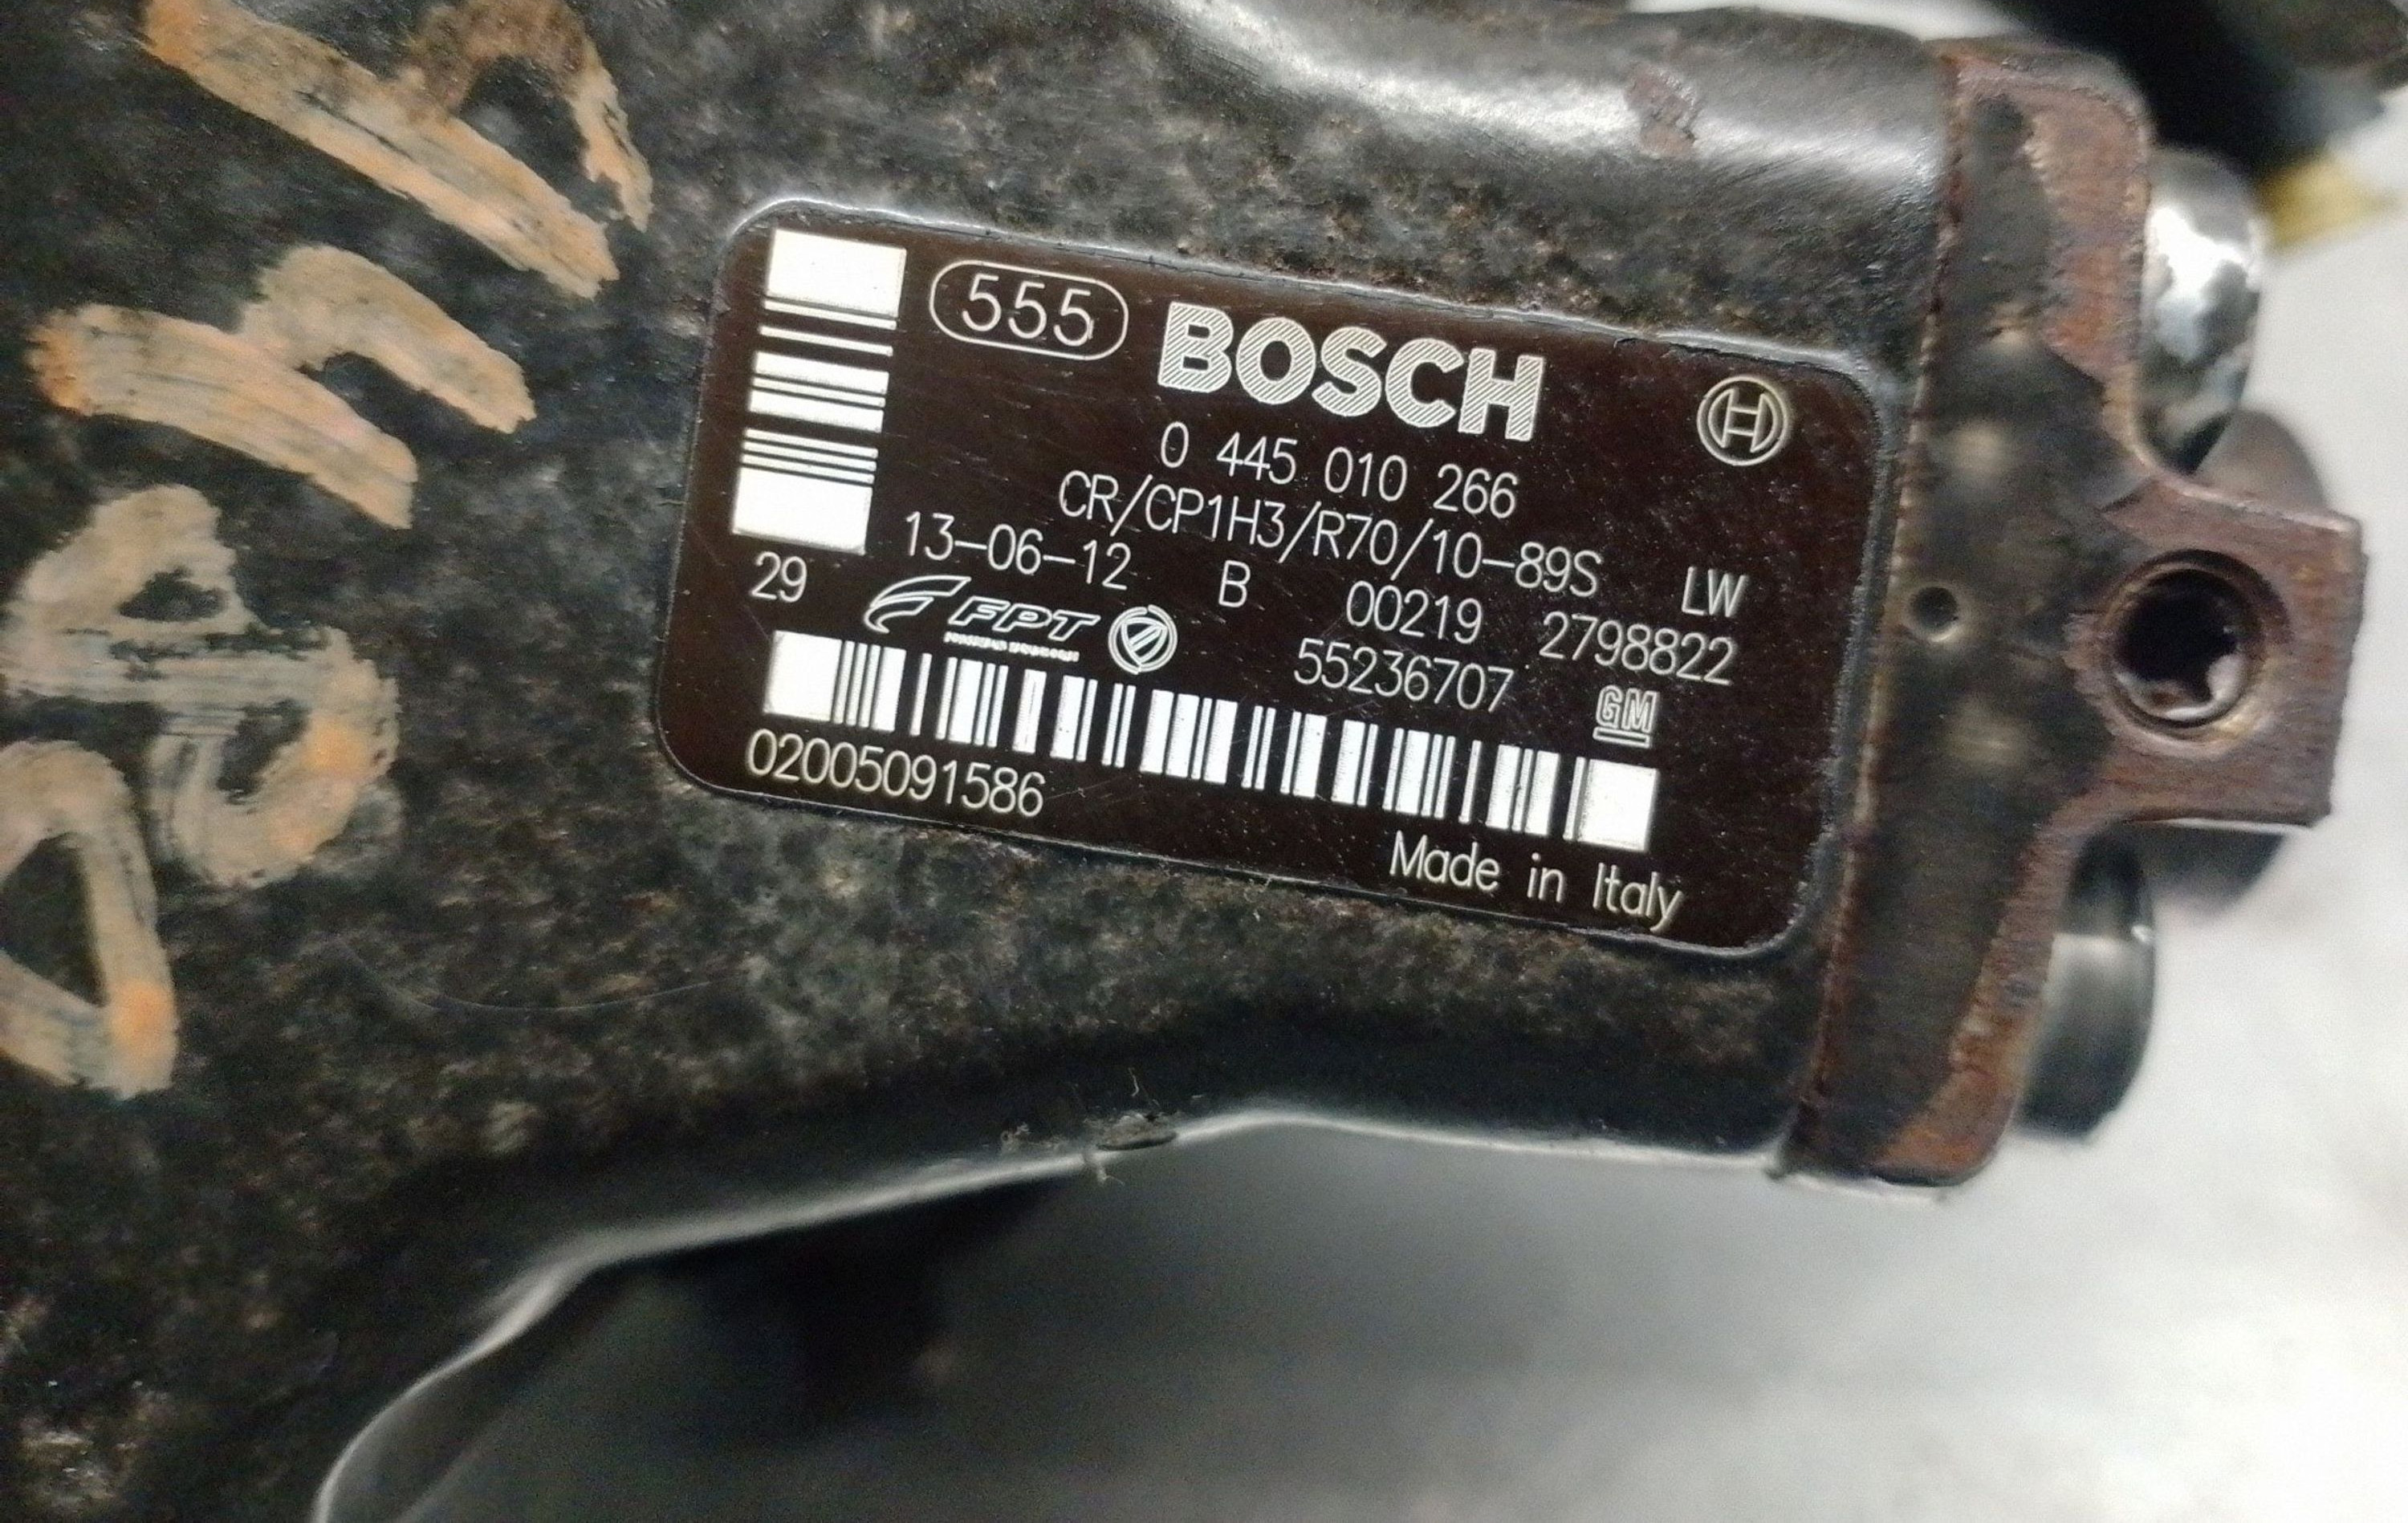 555 BOSCH
0 445 010 266
CR/CP1H3/R70/10-89S LW
13-06-12 B 00219 2798822
29 FPT 55236707 GM
02005091586
Made in Italy